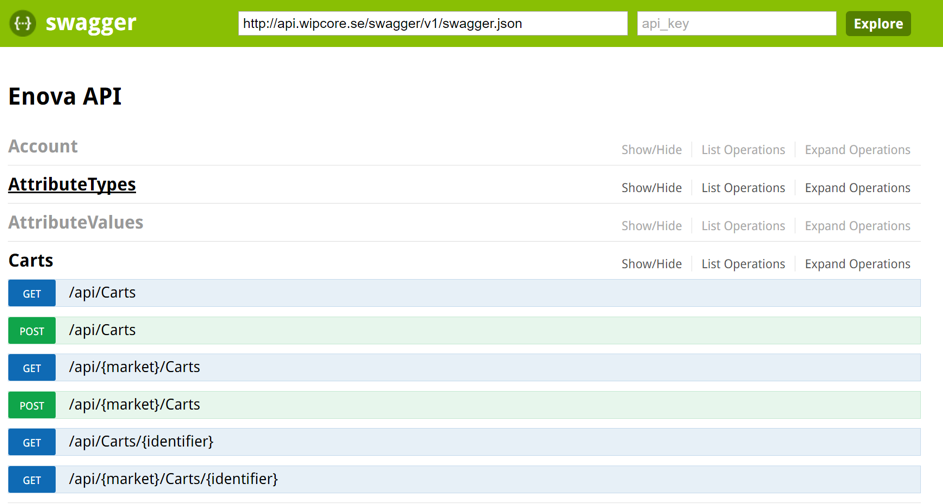 {··} swagger http://api.wipcore.se/swagger/v1/swagger.json api_key Explore
Enova API
Account Show/Hide List Operations Expand Operations
AttributeTypes Show/Hide List Operations Expand Operations
AttributeValues Show/Hide List Operations Expand Operations
Carts Show/Hide List Operations Expand Operations
GET /api/Carts
POST /api/Carts
GET /api/{market}/Carts
POST /api/{market}/Carts
GET /api/Carts/{identifier}
GET /api/{market}/Carts/{identifier}